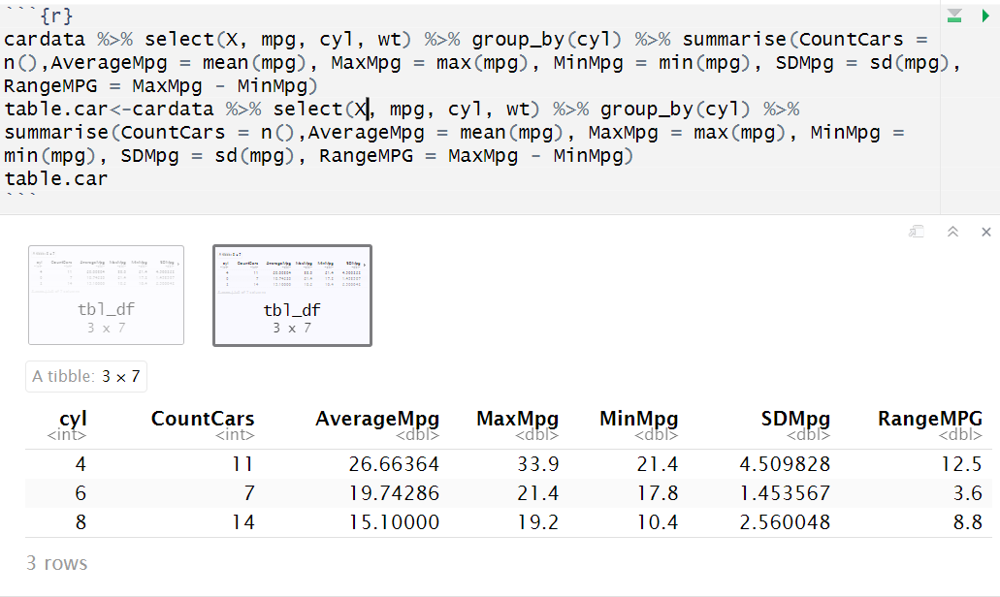 ```{r}
cardata %>% select(X, mpg, cyl, wt) %>% group_by(cyl) %>% summarise(CountCars =
n(),AverageMpg = mean(mpg), MaxMpg = max(mpg), MinMpg = min(mpg), SDMpg = sd(mpg),
RangeMPG = MaxMpg - MinMpg)
table.car<-cardata %>% select(X, mpg, cyl, wt) %>% group_by(cyl) %>%
summarise(CountCars = n(),AverageMpg = mean(mpg), MaxMpg = max(mpg), MinMpg =
min(mpg), SDMpg = sd(mpg), RangeMPG = MaxMpg - MinMpg)
table.car
```
tbl_df
3 x 7
tbl_df
3 x 7
A tibble: 3 × 7
cyl CountCars AverageMpg MaxMpg MinMpg SDMpg RangeMPG
<int> <int> <dbl> <dbl> <dbl> <dbl> <dbl>
4 11 26.66364 33.9 21.4 4.509828 12.5
6 7 19.74286 21.4 17.8 1.453567 3.6
8 14 15.10000 19.2 10.4 2.560048 8.8
3 rows